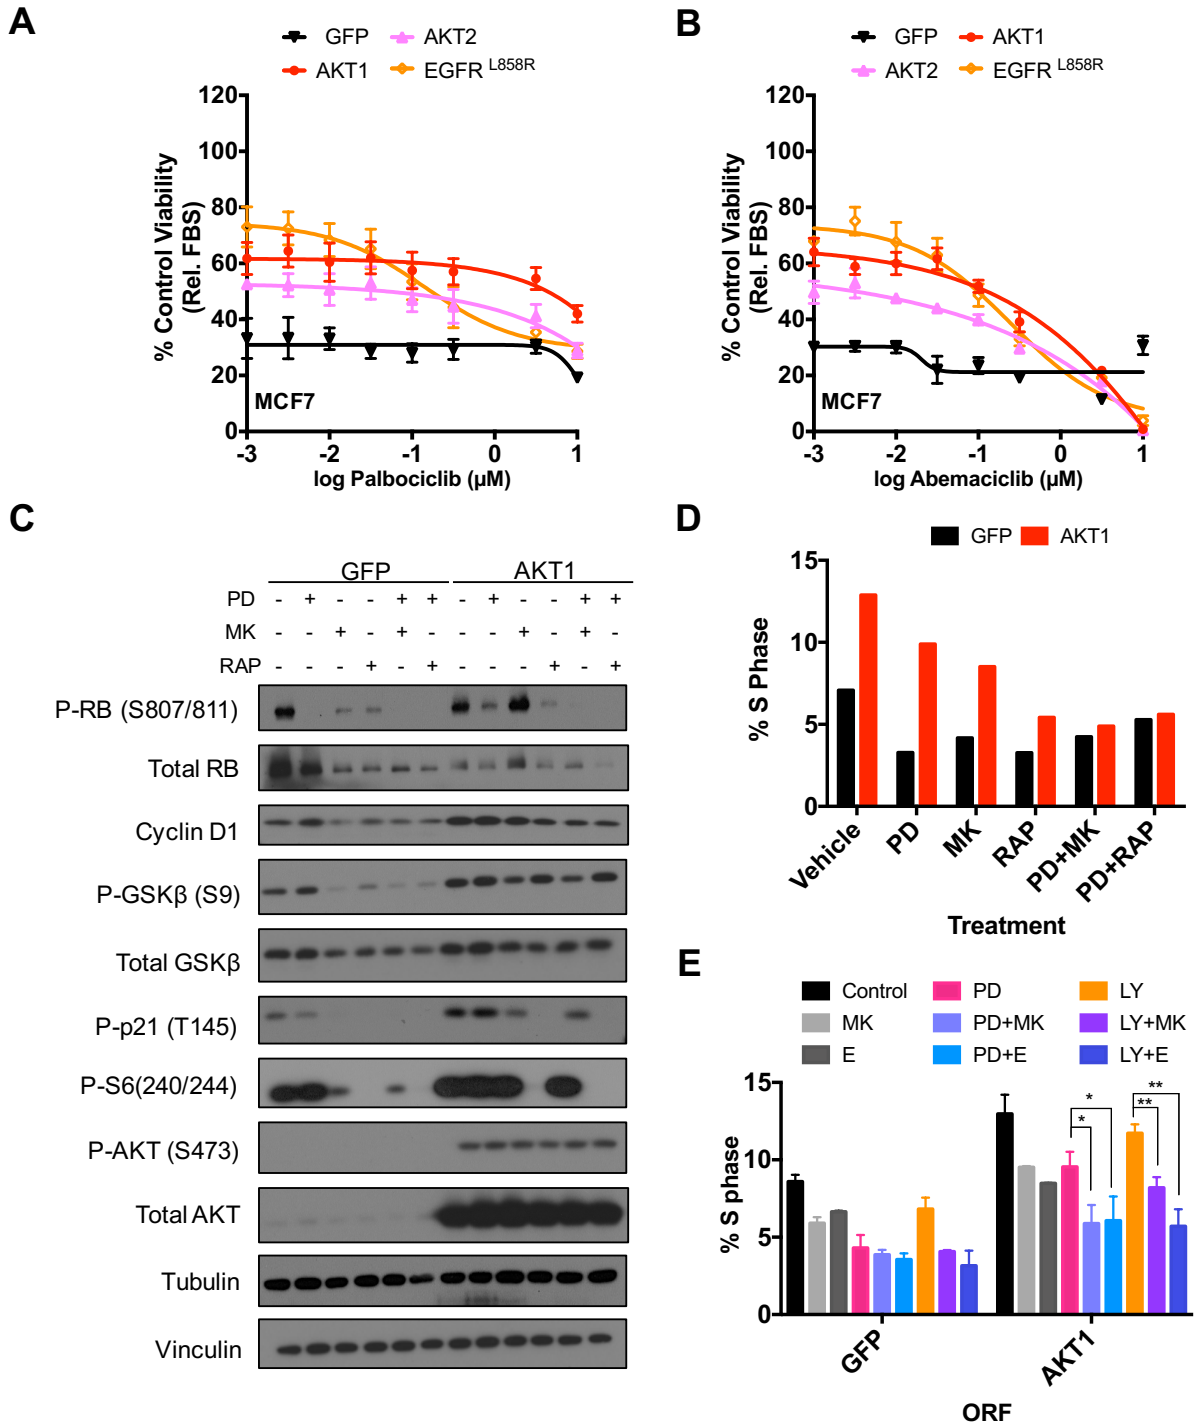 A
GFP AKT2
AKT1 EGFR L858R
% Control Viability
(Rel. FBS)
120
100
80
60
40
20
0
MCF7
-3 -2 -1 0 1
log Palbociclib (µM)
B
GFP AKT1
AKT2 EGFR L858R
% Control Viability
(Rel. FBS)
120
100
80
60
40
20
0
MCF7
-3 -2 -1 0 1
log Abemaciclib (µM)
C
GFP AKT1
PD - + - - + + - + - - + +
MK - - + - + - - - + - + -
RAP - - - + - + - - - + - +
P-RB (S807/811)
Total RB
Cyclin D1
P-GSKβ (S9)
Total GSKβ
P-p21 (T145)
P-S6(240/244)
P-AKT (S473)
Total AKT
Tubulin
Vinculin
D
GFP AKT1
% S Phase
15
10
5
0
Vehicle PD MK RAP PD+MK PD+RAP
Treatment
E
Control PD LY
MK PD+MK LY+MK
E PD+E LY+E
% S phase
15
10
5
0
* * ** **
GFP AKT1
ORF